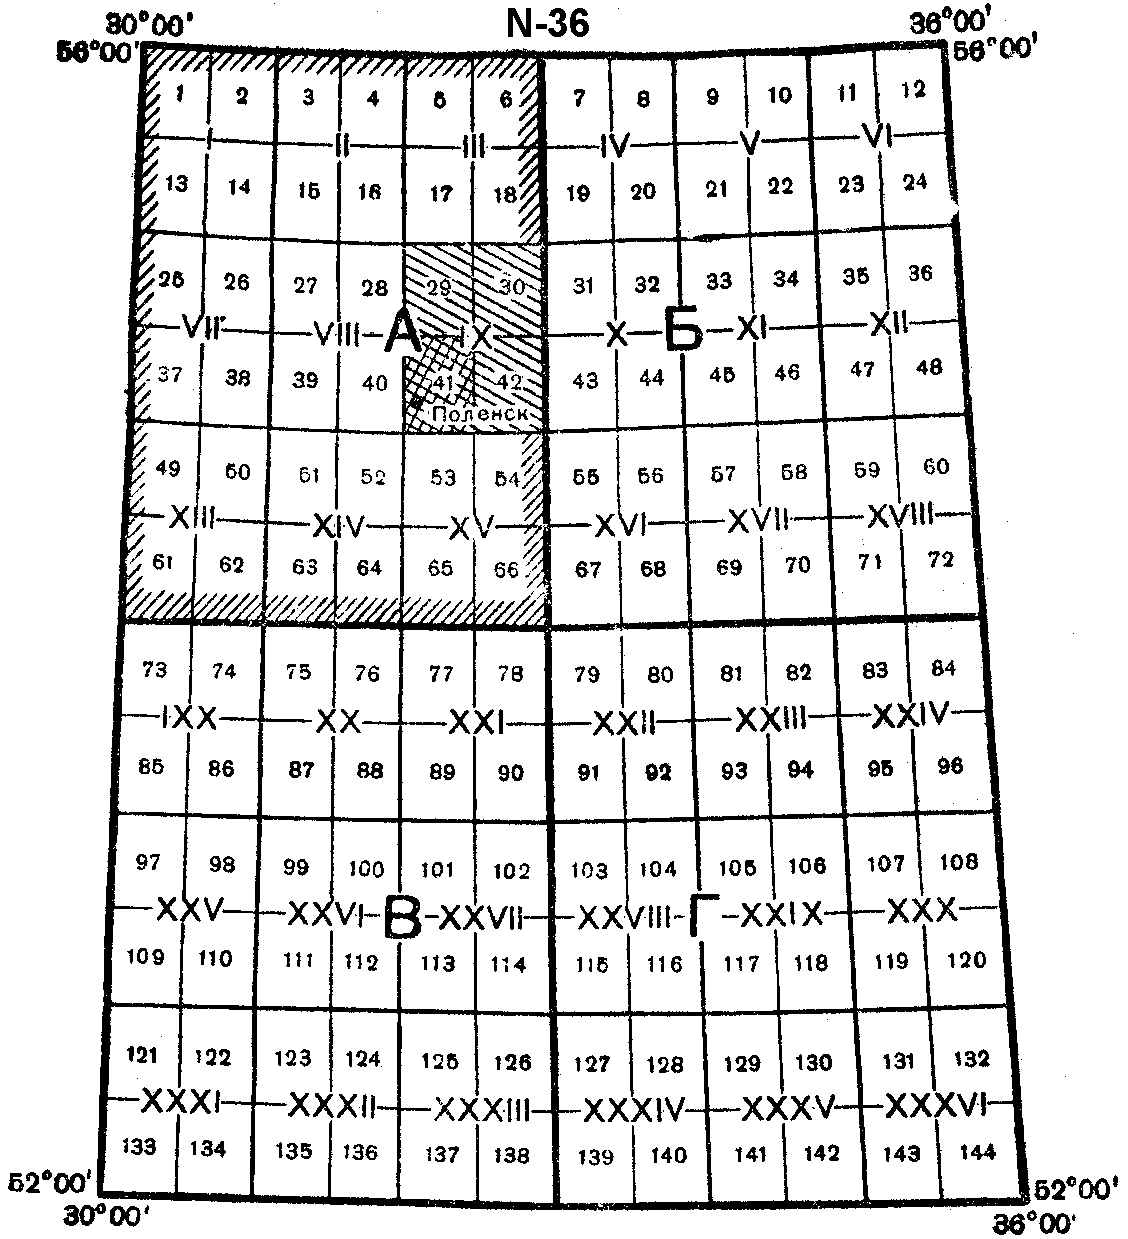 30°00' N-36 36°00'
56°00' 56°00'
1 2 3 4 5 6 7 8 9 10 11 12
I II III IV V VI
13 14 15 16 17 18 19 20 21 22 23 24
25 26 27 28 29 30 31 32 33 34 35 36
VII VIII А IX X Б XI XII
37 38 39 40 41 42 43 44 45 46 47 48
Поленск
49 50 51 52 53 54 55 56 57 58 59 60
XIII XIV XV XVI XVII XVIII
61 62 63 64 65 66 67 68 69 70 71 72
73 74 75 76 77 78 79 80 81 82 83 84
IXX XX XXI XXII XXIII XXIV
85 86 87 88 89 90 91 92 93 94 95 96
97 98 99 100 101 102 103 104 105 106 107 108
XXV XXVI В XXVII XXVIII Г XXIX XXX
109 110 111 112 113 114 115 116 117 118 119 120
121 122 123 124 125 126 127 128 129 130 131 132
XXXI XXXII XXXIII XXXIV XXXV XXXVI
133 134 135 136 137 138 139 140 141 142 143 144
52°00' 52°00'
30°00' 36°00'